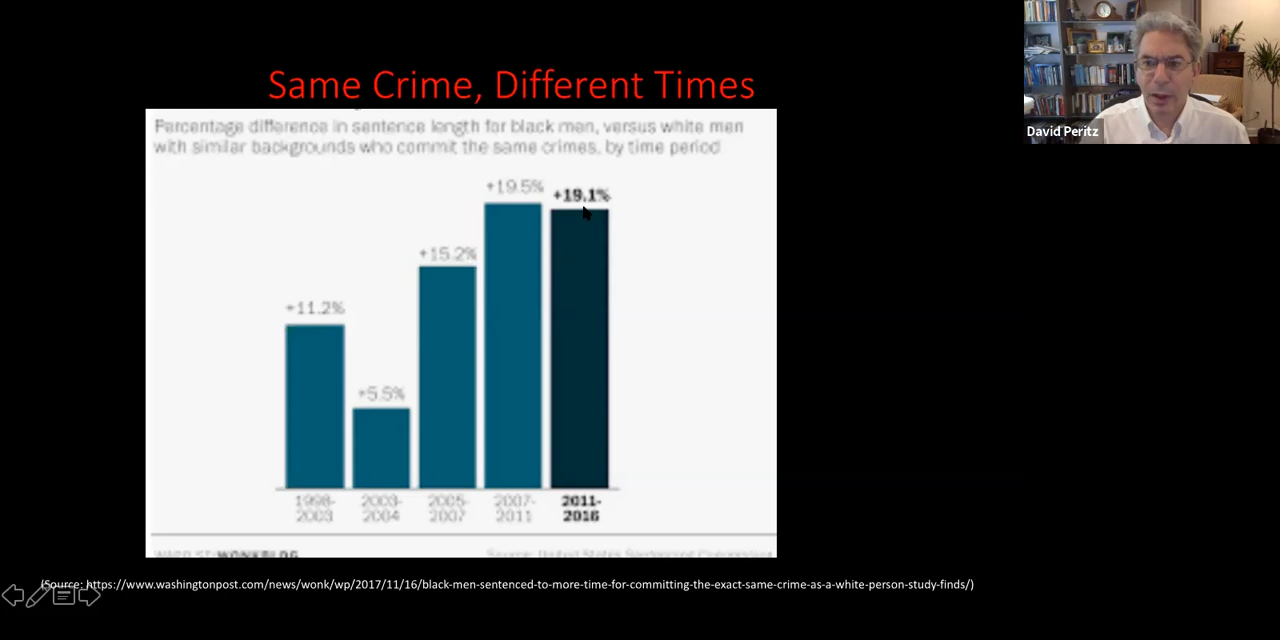 Same Crime, Different Times
Percentage difference in sentence length for black men, versus white men
with similar backgrounds who commit the same crimes, by time period
+19.5%
+19.1%
+15.2%
+11.2%
+5.5%
1998-
2003
2003-
2004
2005-
2007
2007-
2011
2011-
2016
WONKBLOG
Source: United States Sentencing Commission
(Source: https://www.washingtonpost.com/news/wonk/wp/2017/11/16/black-men-sentenced-to-more-time-for-committing-the-exact-same-crime-as-a-white-person-study-finds/)
David Peritz